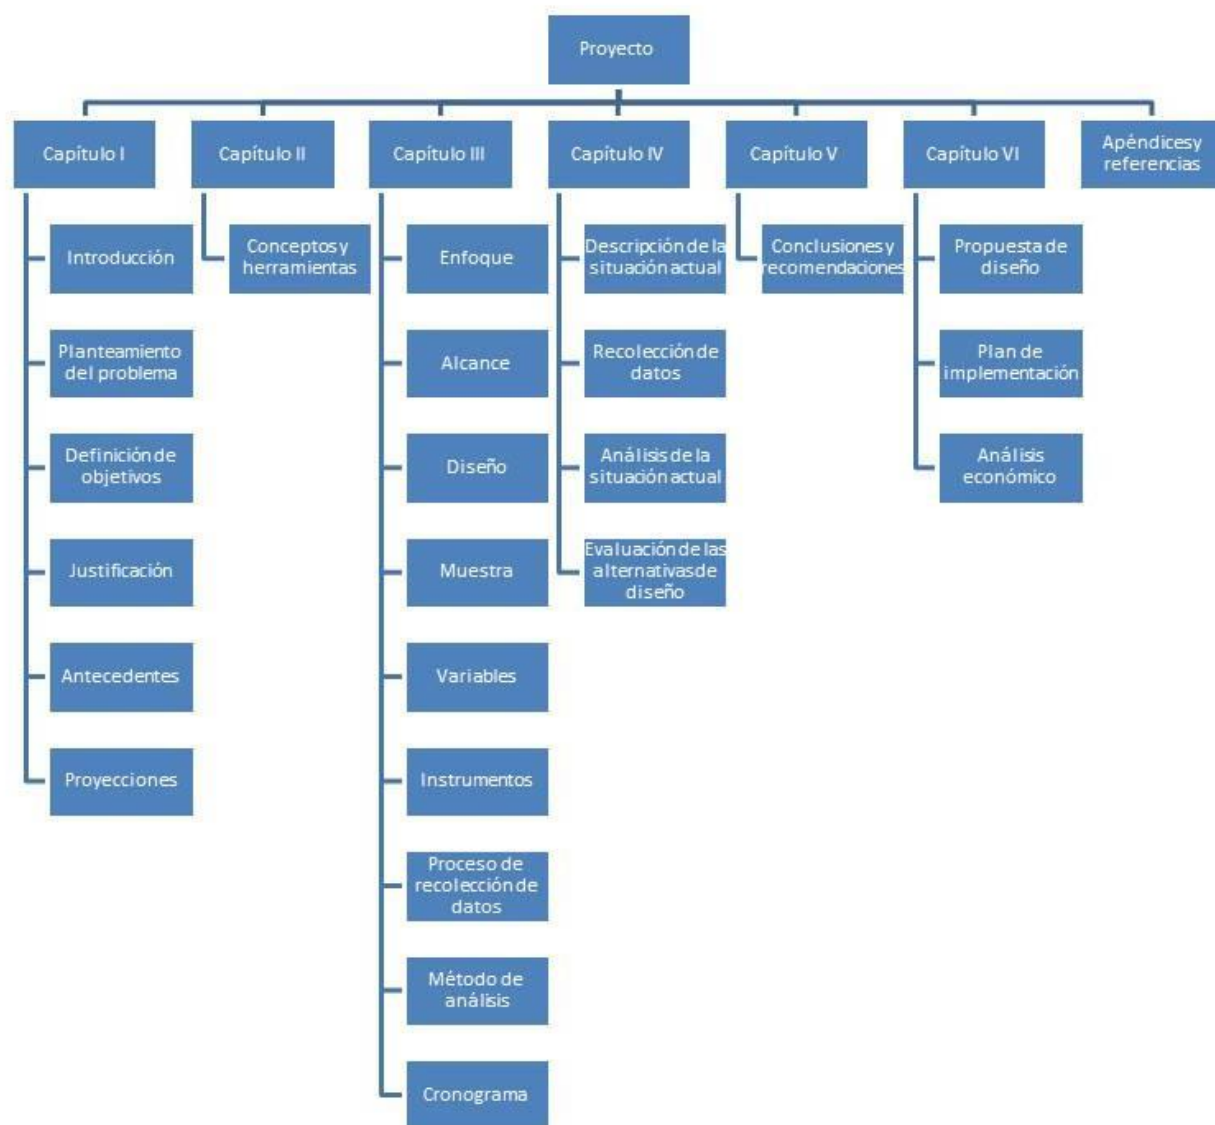 Proyecto
Capítulo I
Capítulo II
Capítulo III
Capítulo IV
Capítulo V
Capítulo VI
Apéndices y
referencias
Introducción
Planteamiento
del problema
Definición de
objetivos
Justificación
Antecedentes
Proyecciones
Conceptos y
herramientas
Enfoque
Alcance
Diseño
Muestra
Variables
Instrumentos
Proceso de
recolección de
datos
Método de
análisis
Cronograma
Descripción de la
situación actual
Recolección de
datos
Análisis de la
situación actual
Evaluación de las
alternativas de
diseño
Conclusiones y
recomendaciones
Propuesta de
diseño
Plan de
implementación
Análisis
económico